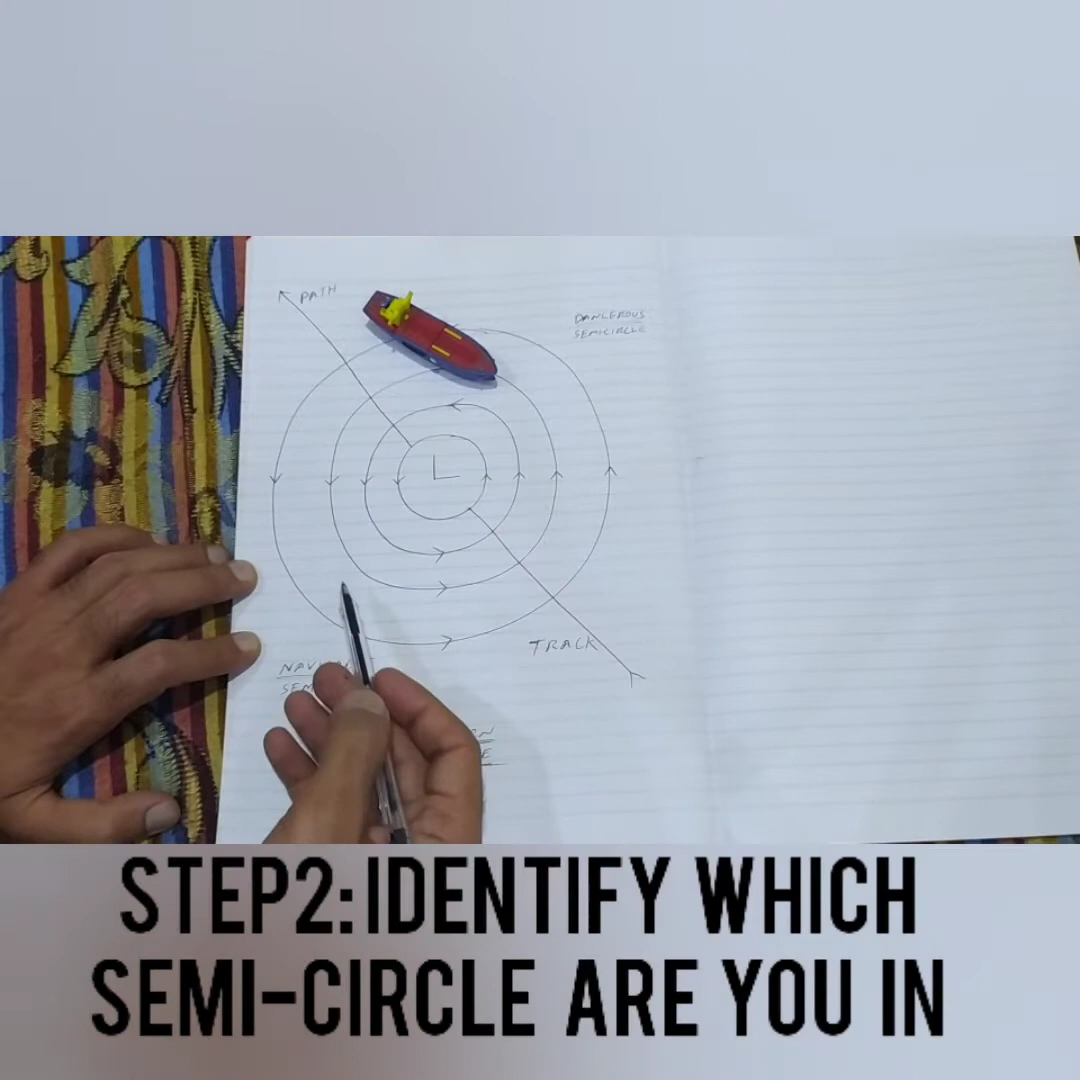 PATH
DANGEROUS
SEMICIRCLE
L
TRACK
STEP2:IDENTIFY WHICH
SEMI-CIRCLE ARE YOU IN